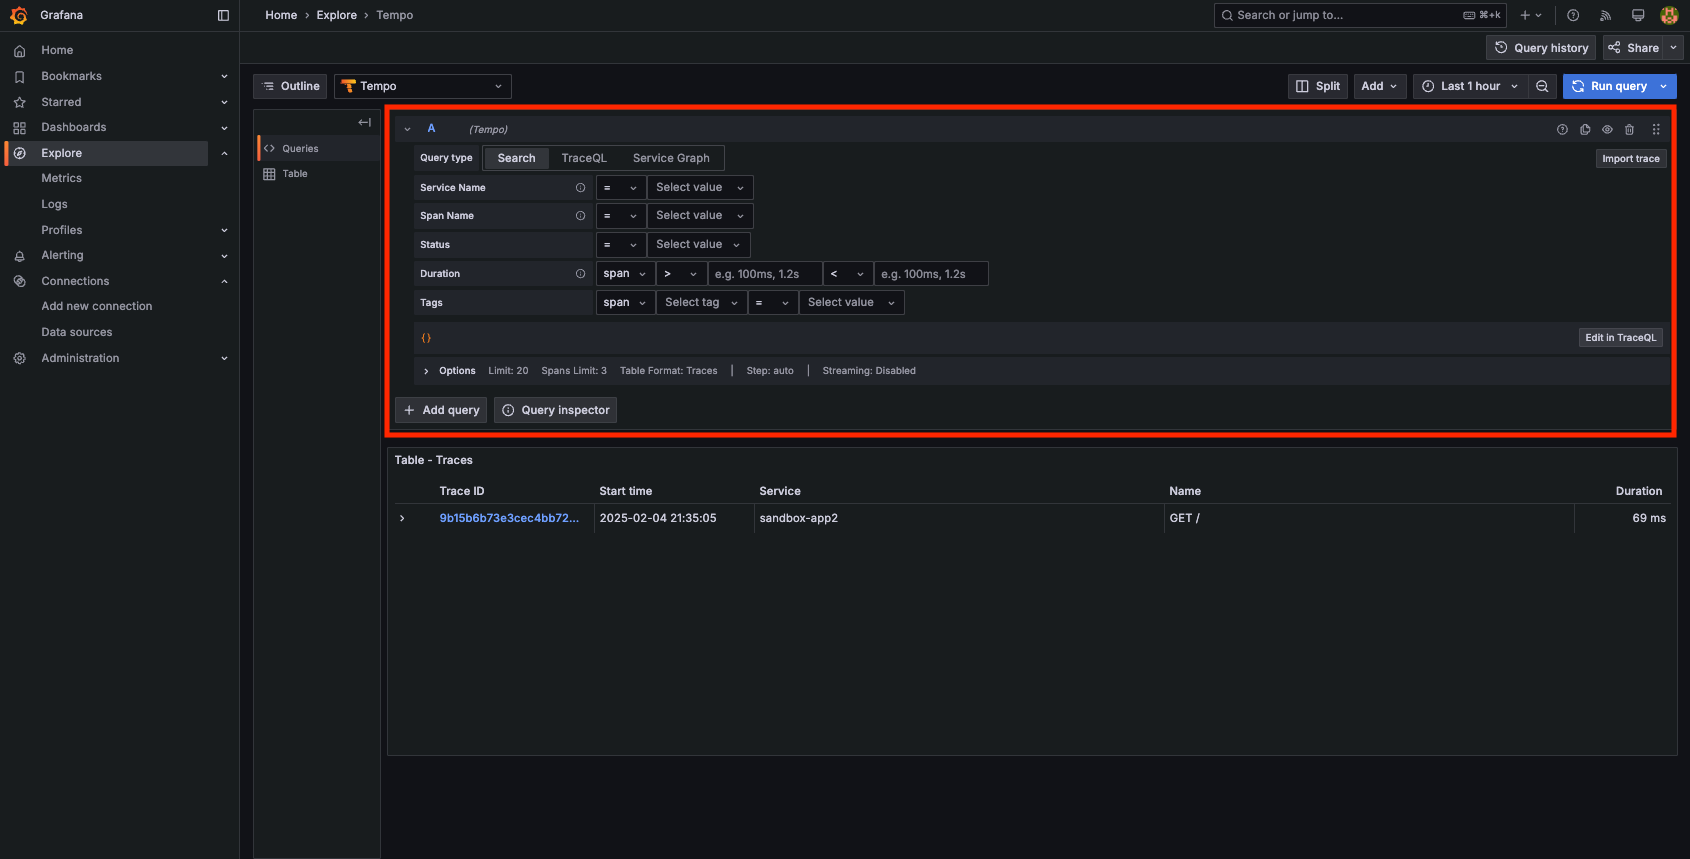 Grafana
Home › Explore › Tempo
Search or jump to...
⌘+k
Query history
Share
Home
Bookmarks
Starred
Dashboards
Explore
Metrics
Logs
Profiles
Alerting
Connections
Add new connection
Data sources
Administration
Outline
Tempo
Split
Add
Last 1 hour
Run query
Queries
Table
A (Tempo)
Query type Search TraceQL Service Graph
Import trace
Service Name = Select value
Span Name = Select value
Status = Select value
Duration span > e.g. 100ms, 1.2s < e.g. 100ms, 1.2s
Tags span Select tag = Select value
{}
Edit in TraceQL
Options Limit: 20 Spans Limit: 3 Table Format: Traces | Step: auto | Streaming: Disabled
+ Add query
Query inspector
Table - Traces
Trace ID Start time Service Name Duration
9b15b6b73e3cec4bb72... 2025-02-04 21:35:05 sandbox-app2 GET / 69 ms